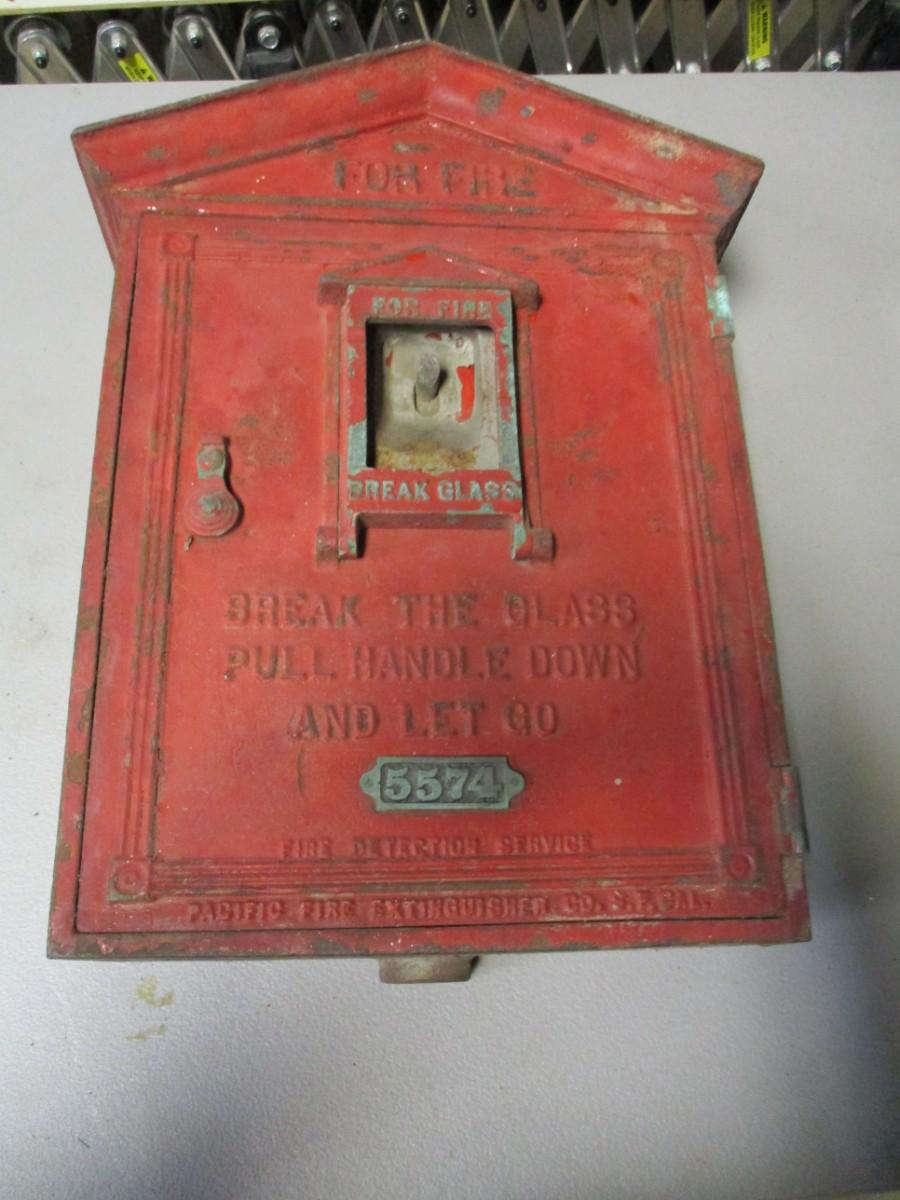 FOR FIRE
FOR FIRE
BREAK GLASS
BREAK THE GLASS
PULL HANDLE DOWN
AND LET GO
5574
FIRE DETECTION SERVICE
PACIFIC FIRE EXTINGUISHER CO. S.F. CAL.
WARNING